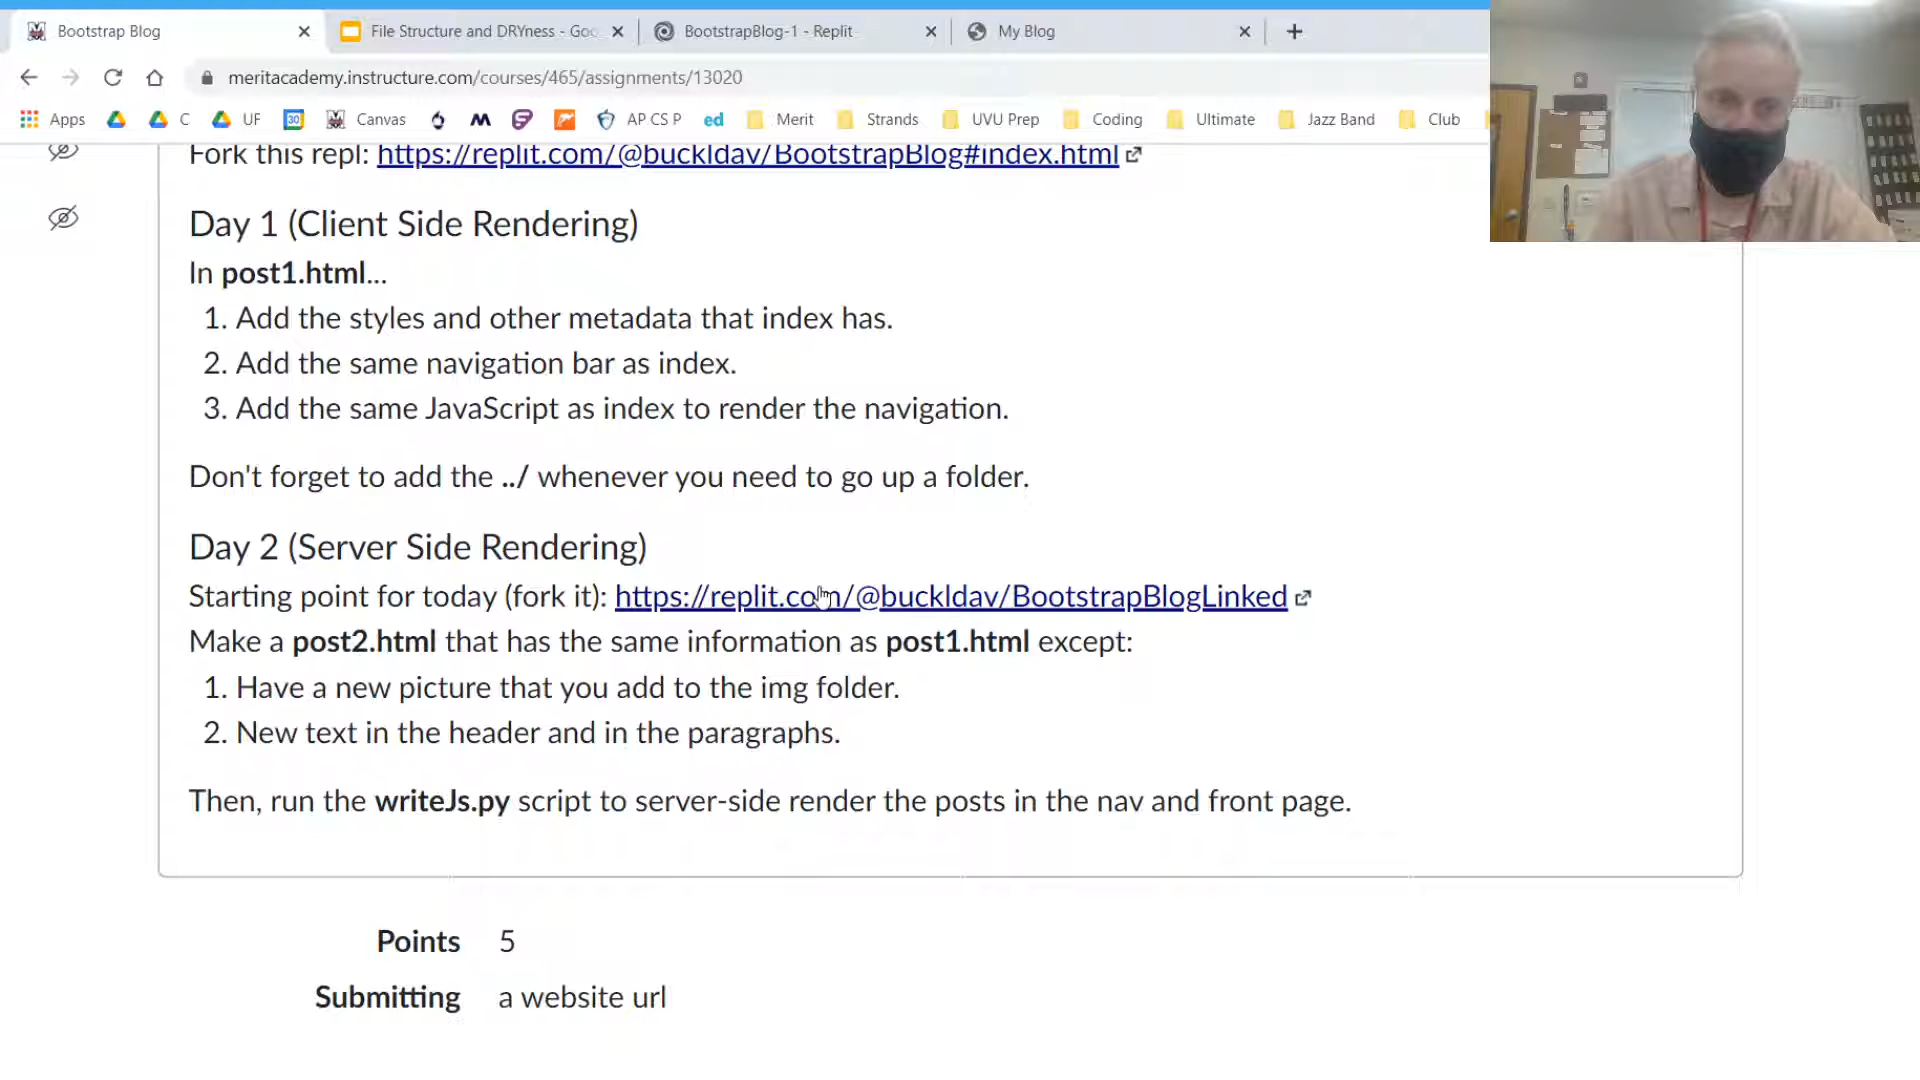 Bootstrap Blog
File Structure and DRYness - Goo
BootstrapBlog-1 - Replit
My Blog
meritacademy.instructure.com/courses/465/assignments/13020
Apps
C
UF
30
Canvas
AP CS P
ed
Merit
Strands
UVU Prep
Coding
Ultimate
Jazz Band
Club
Fork this repl: https://replit.com/@buckldav/BootstrapBlog#index.html
Day 1 (Client Side Rendering)
In post1.html...
1. Add the styles and other metadata that index has.
2. Add the same navigation bar as index.
3. Add the same JavaScript as index to render the navigation.
Don't forget to add the ../ whenever you need to go up a folder.
Day 2 (Server Side Rendering)
Starting point for today (fork it): https://replit.com/@buckldav/BootstrapBlogLinked
Make a post2.html that has the same information as post1.html except:
1. Have a new picture that you add to the img folder.
2. New text in the header and in the paragraphs.
Then, run the writeJs.py script to server-side render the posts in the nav and front page.
Points 5
Submitting a website url